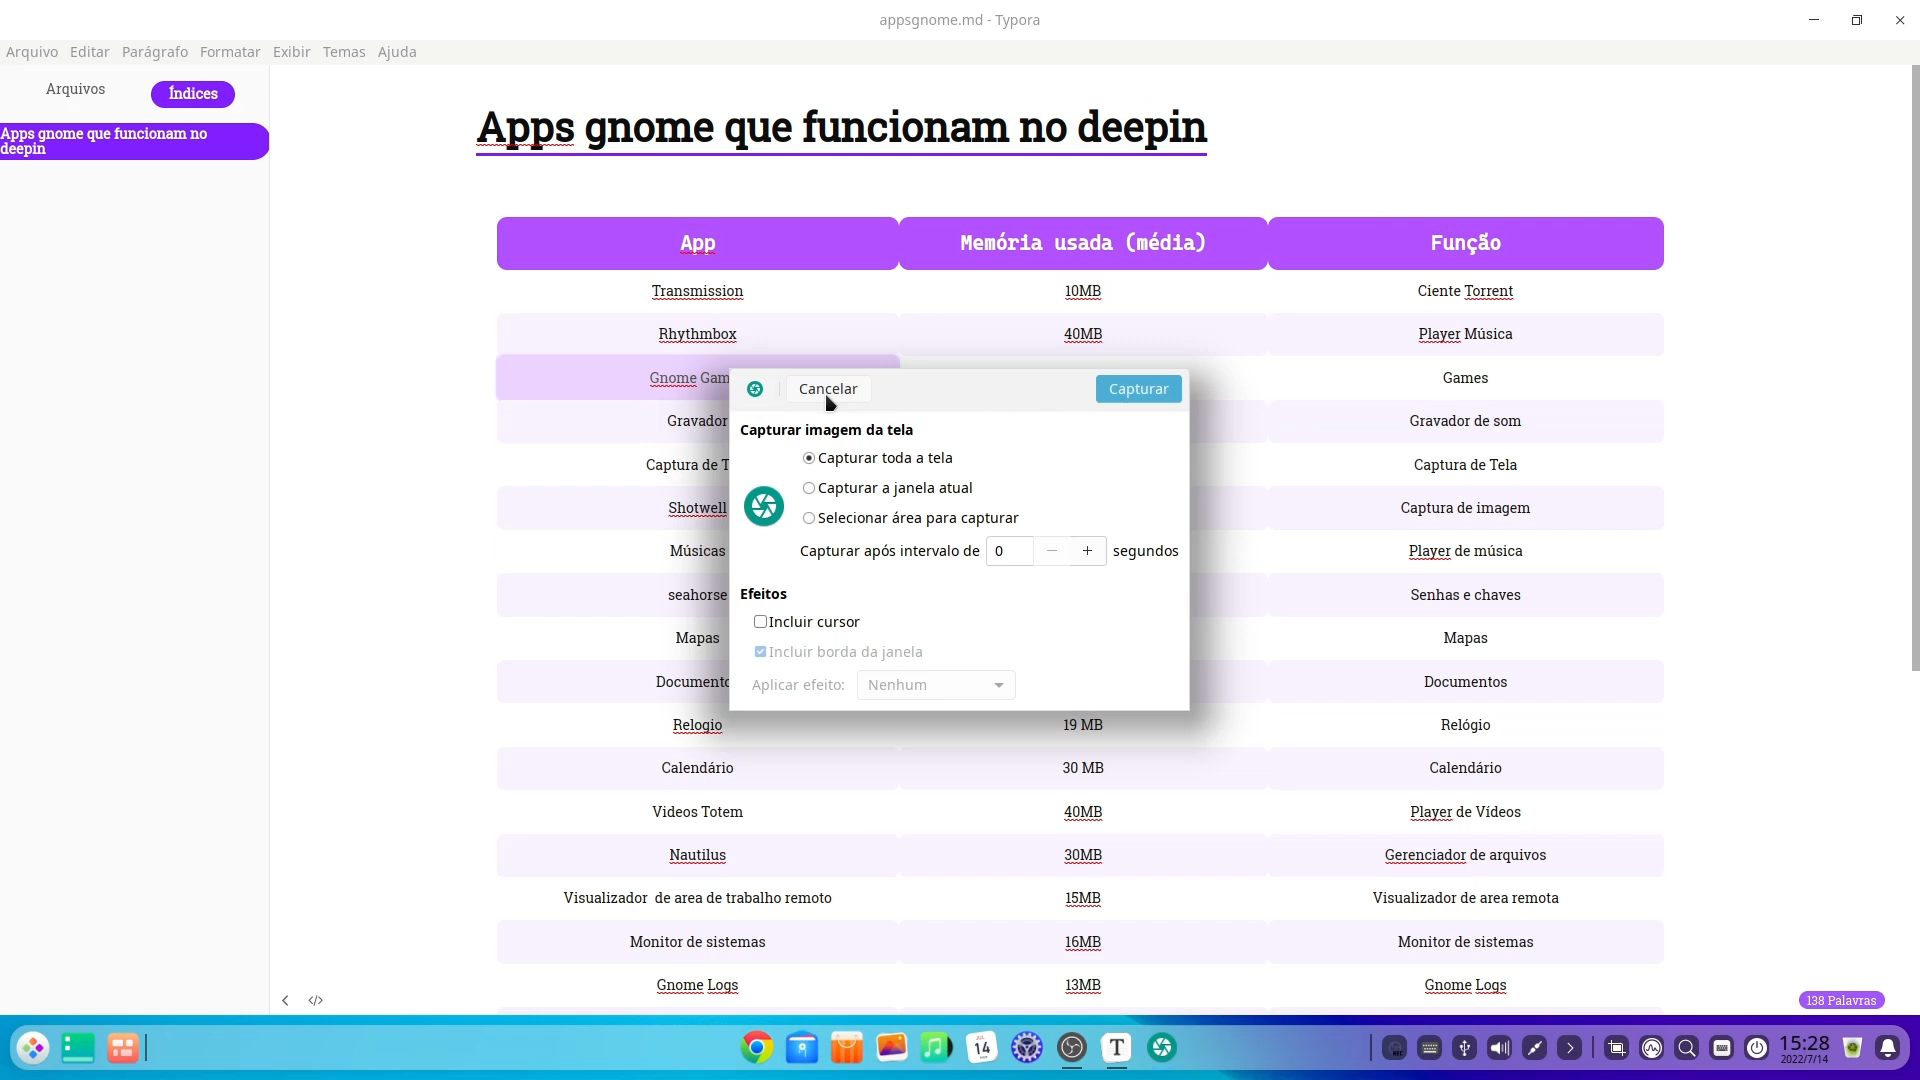 appsgnome.md - Typora
Arquivo Editar Parágrafo Formatar Exibir Temas Ajuda
Arquivos Índices
Apps gnome que funcionam no
deepin
Apps gnome que funcionam no deepin
App Memória usada (média) Função
Transmission 10MB Ciente Torrent
Rhythmbox 40MB Player Música
Gnome Gam Games
Gravador Gravador de som
Captura de T Captura de Tela
Shotwell Captura de imagem
Músicas Player de música
seahorse Senhas e chaves
Mapas Mapas
Documento Documentos
Relogio 19 MB Relógio
Calendário 30 MB Calendário
Videos Totem 40MB Player de Vídeos
Nautilus 30MB Gerenciador de arquivos
Visualizador de area de trabalho remoto 15MB Visualizador de area remota
Monitor de sistemas 16MB Monitor de sistemas
Gnome Logs 13MB Gnome Logs
Cancelar Capturar
Capturar imagem da tela
Capturar toda a tela
Capturar a janela atual
Selecionar área para capturar
Capturar após intervalo de 0 − + segundos
Efeitos
Incluir cursor
Incluir borda da janela
Aplicar efeito: Nenhum
138 Palavras
14
T
15:28
2022/7/14